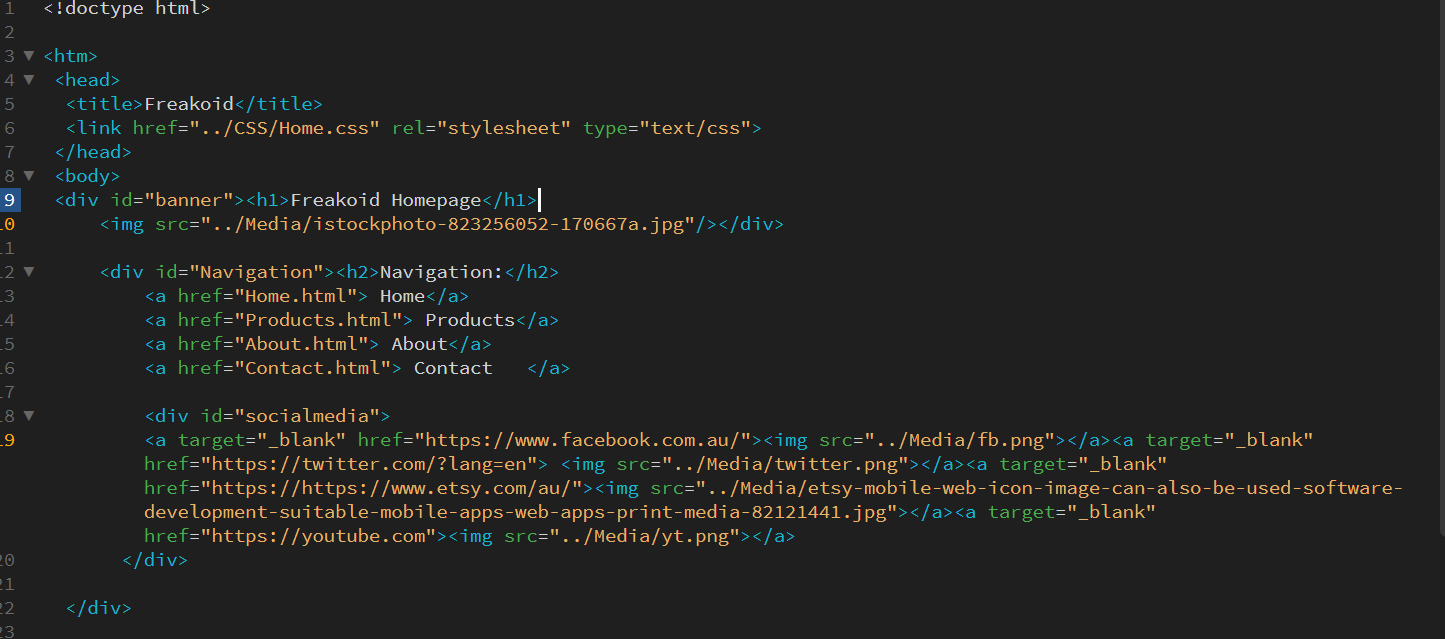 1 <!doctype html>
2
3 ▼ <htm>
4 ▼ <head>
5 <title>Freakoid</title>
6 <link href="../CSS/Home.css" rel="stylesheet" type="text/css">
7 </head>
8 ▼ <body>
9 <div id="banner"><h1>Freakoid Homepage</h1>
10 <img src="../Media/istockphoto-823256052-170667a.jpg"/></div>
11
12 ▼ <div id="Navigation"><h2>Navigation:</h2>
13 <a href="Home.html"> Home</a>
14 <a href="Products.html"> Products</a>
15 <a href="About.html"> About</a>
16 <a href="Contact.html"> Contact   </a>
17
18 ▼ <div id="socialmedia">
19 <a target="_blank" href="https://www.facebook.com.au/"><img src="../Media/fb.png"></a><a target="_blank"
href="https://twitter.com/?lang=en"> <img src="../Media/twitter.png"></a><a target="_blank"
href="https://https://www.etsy.com/au/"><img src="../Media/etsy-mobile-web-icon-image-can-also-be-used-software-
development-suitable-mobile-apps-web-apps-print-media-82121441.jpg"></a><a target="_blank"
href="https://youtube.com"><img src="../Media/yt.png"></a>
20 </div>
21
22 </div>
23